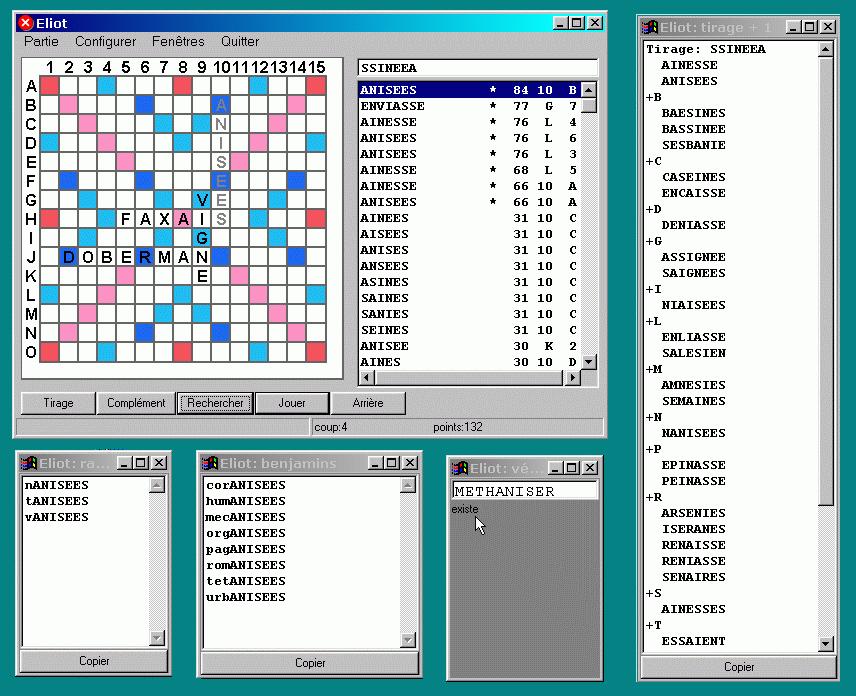 Eliot
Partie Configurer Fenêtres Quitter
1 2 3 4 5 6 7 8 9 10 11 12 13 14 15
A
B A
C N
D I
E S
F E
G V E
H F A X A I S
I G
J D O B E R M A N
K E
L
M
N
O
SSINEEA
ANISEES * 84 10 B
ENVIASSE * 77 G 7
AINESSE * 76 L 4
ANISEES * 76 L 6
ANISEES * 76 L 3
AINESSE * 68 L 5
AINESSE * 66 10 A
ANISEES * 66 10 A
AINEES 31 10 C
AISEES 31 10 C
ANISES 31 10 C
ANSEES 31 10 C
ASINES 31 10 C
SAINES 31 10 C
SANIES 31 10 C
SEINES 31 10 C
ANISEE 30 K 2
AINES 30 10 D
Tirage Complément Rechercher Jouer Arrière
coup:4 points:132
Eliot: ra...
nANISEES
tANISEES
vANISEES
Copier
Eliot: benjamins
corANISEES
humANISEES
mecANISEES
orgANISEES
pagANISEES
romANISEES
tetANISEES
urbANISEES
Copier
Eliot: vé...
METHANISER
existe
Eliot: tirage + 1
Tirage: SSINEEA
AINESSE
ANISEES
+B
BAESINES
BASSINEE
SESBANIE
+C
CASEINES
ENCAISSE
+D
DENIASSE
+G
ASSIGNEE
SAIGNEES
+I
NIAISEES
+L
ENLIASSE
SALESIEN
+M
AMNESIES
SEMAINES
+N
NANISEES
+P
EPINASSE
PEINASSE
+R
ARSENIES
ISERANES
RENAISSE
RENIASSE
SENAIRES
+S
AINESSES
+T
ESSAIENT
Copier